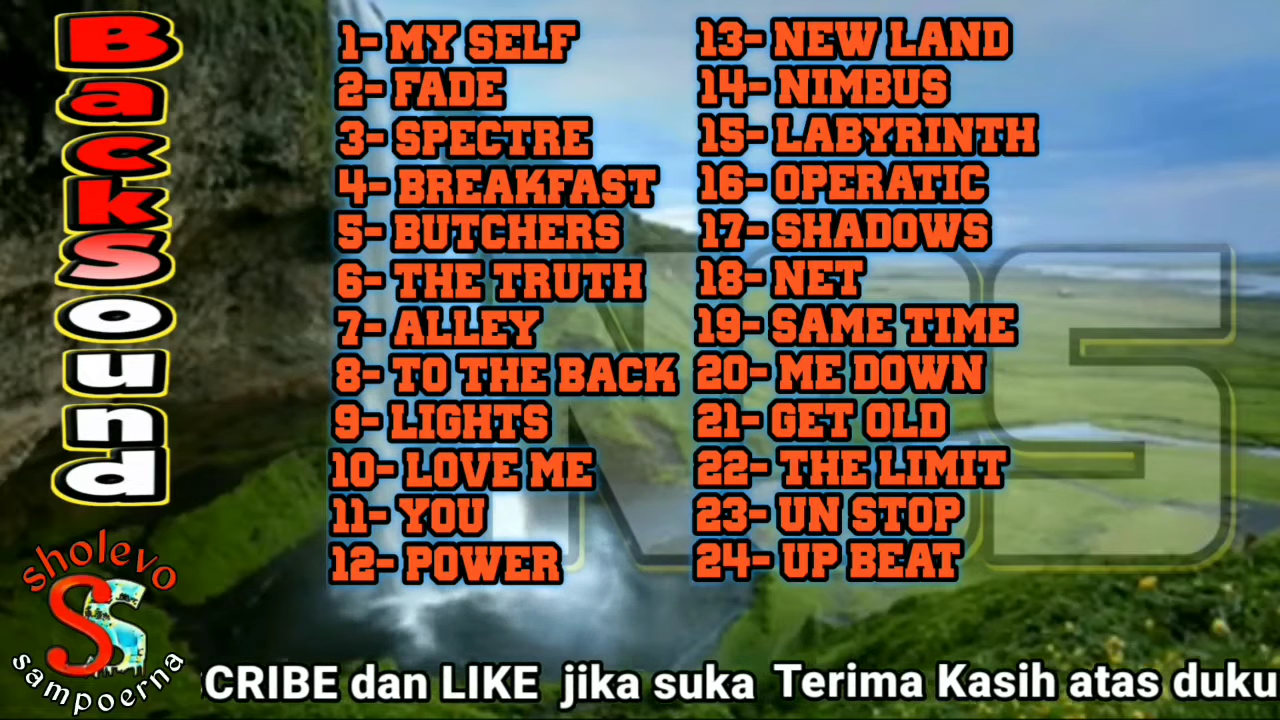 Backsound
1- MY SELF
2- FADE
3- SPECTRE
4- BREAKFAST
5- BUTCHERS
6- THE TRUTH
7- ALLEY
8- TO THE BACK
9- LIGHTS
10- LOVE ME
11- YOU
12- POWER
13- NEW LAND
14- NIMBUS
15- LABYRINTH
16- OPERATIC
17- SHADOWS
18- NET
19- SAME TIME
20- ME DOWN
21- GET OLD
22- THE LIMIT
23- UN STOP
24- UP BEAT
sholevo
SS
sampoerna
CRIBE dan LIKE jika suka Terima Kasih atas duku